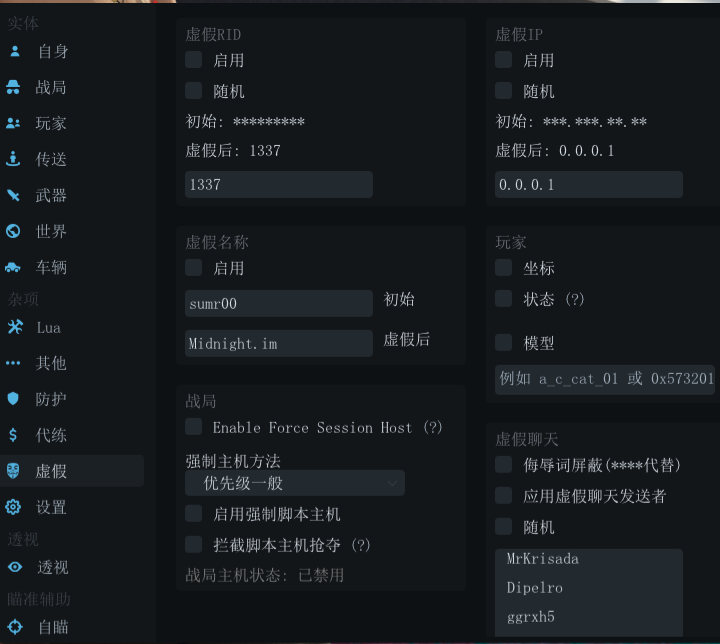 实体
自身
战局
玩家
传送
武器
世界
车辆
杂项
Lua
其他
防护
代练
虚假
设置
透视
透视
瞄准辅助
自瞄
虚假RID
启用
随机
初始: *********
虚假后: 1337
1337
虚假名称
启用
sumr00 初始
Midnight.im 虚假后
战局
Enable Force Session Host (?)
强制主机方法
优先级一般
启用强制脚本主机
拦截脚本主机抢夺 (?)
战局主机状态: 已禁用
虚假IP
启用
随机
初始: ***.***.**.**
虚假后: 0.0.0.1
0.0.0.1
玩家
坐标
状态 (?)
模型
例如 a_c_cat_01 或 0x573201
虚假聊天
侮辱词屏蔽(****代替)
应用虚假聊天发送者
随机
MrKrisada
Dipelro
ggrxh5